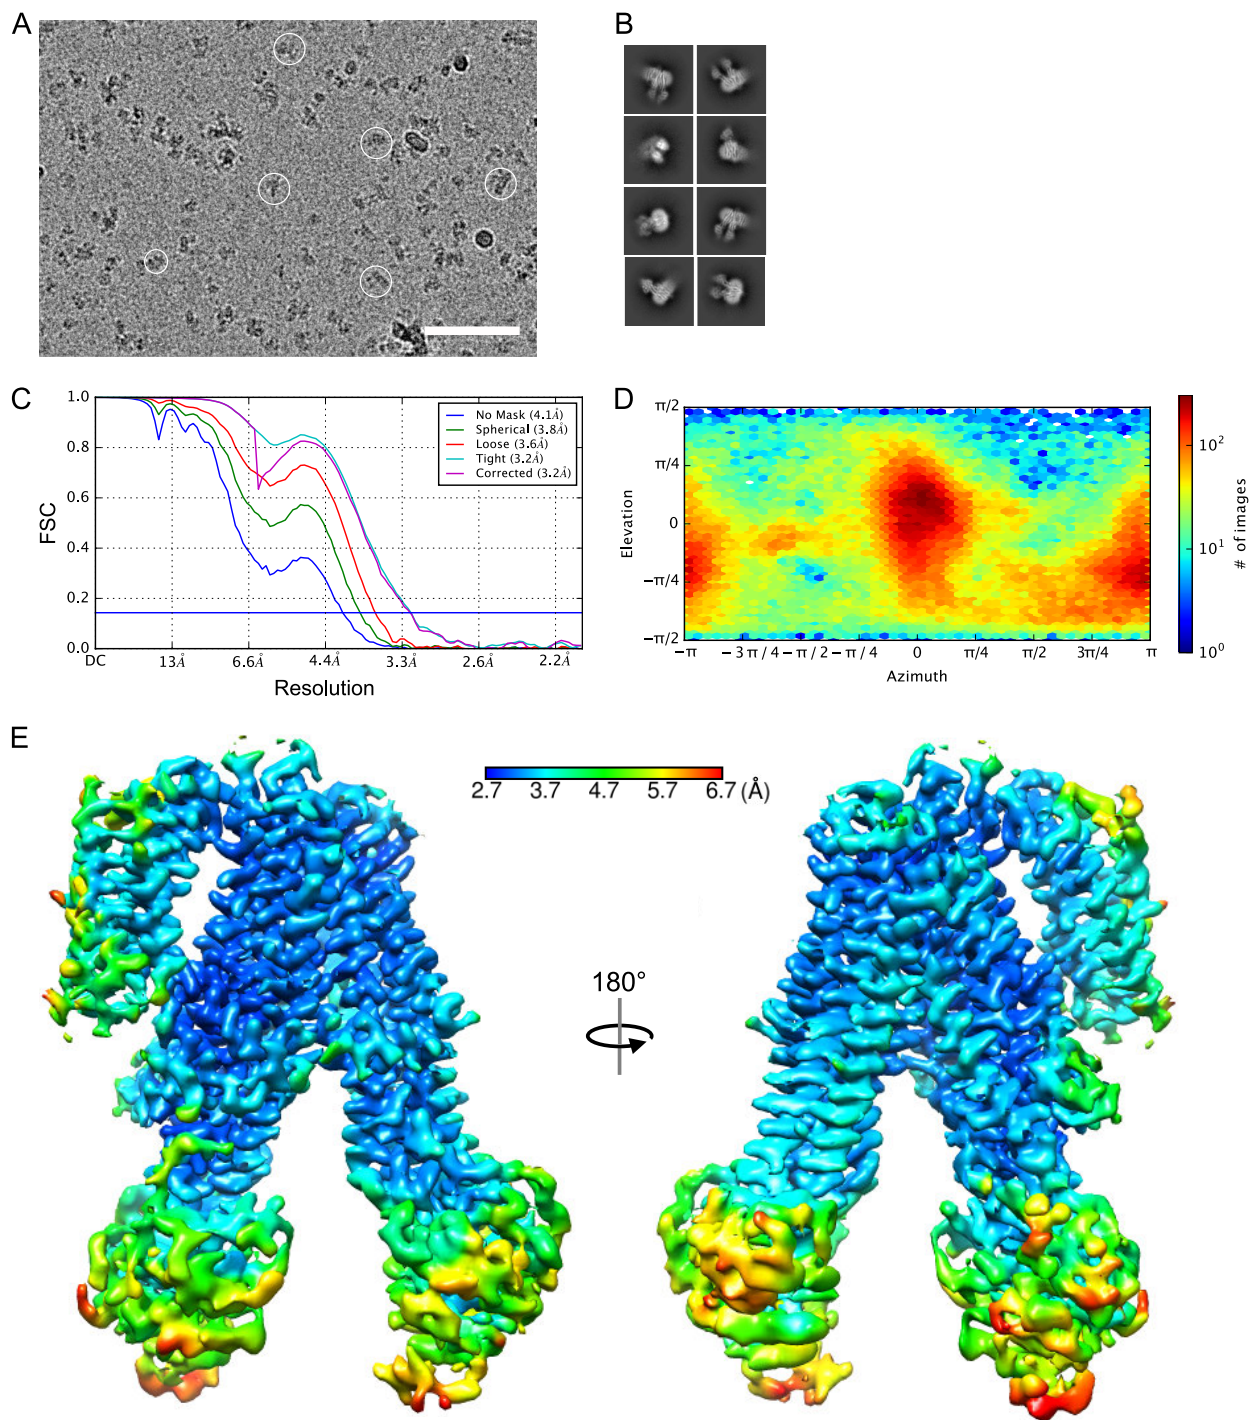 A
B
C
1.0
0.8
0.6
0.4
0.2
0.0
FSC
No Mask (4.1Å)
Spherical (3.8Å)
Loose (3.6Å)
Tight (3.2Å)
Corrected (3.2Å)
DC 13Å 6.6Å 4.4Å 3.3Å 2.6Å 2.2Å
Resolution
D
π/2
π/4
0
−π/4
−π/2
Elevation
−π −3π/4 −π/2 −π/4 0 π/4 π/2 3π/4 π
Azimuth
10²
10¹
10⁰
# of images
E
2.7 3.7 4.7 5.7 6.7 (Å)
180°